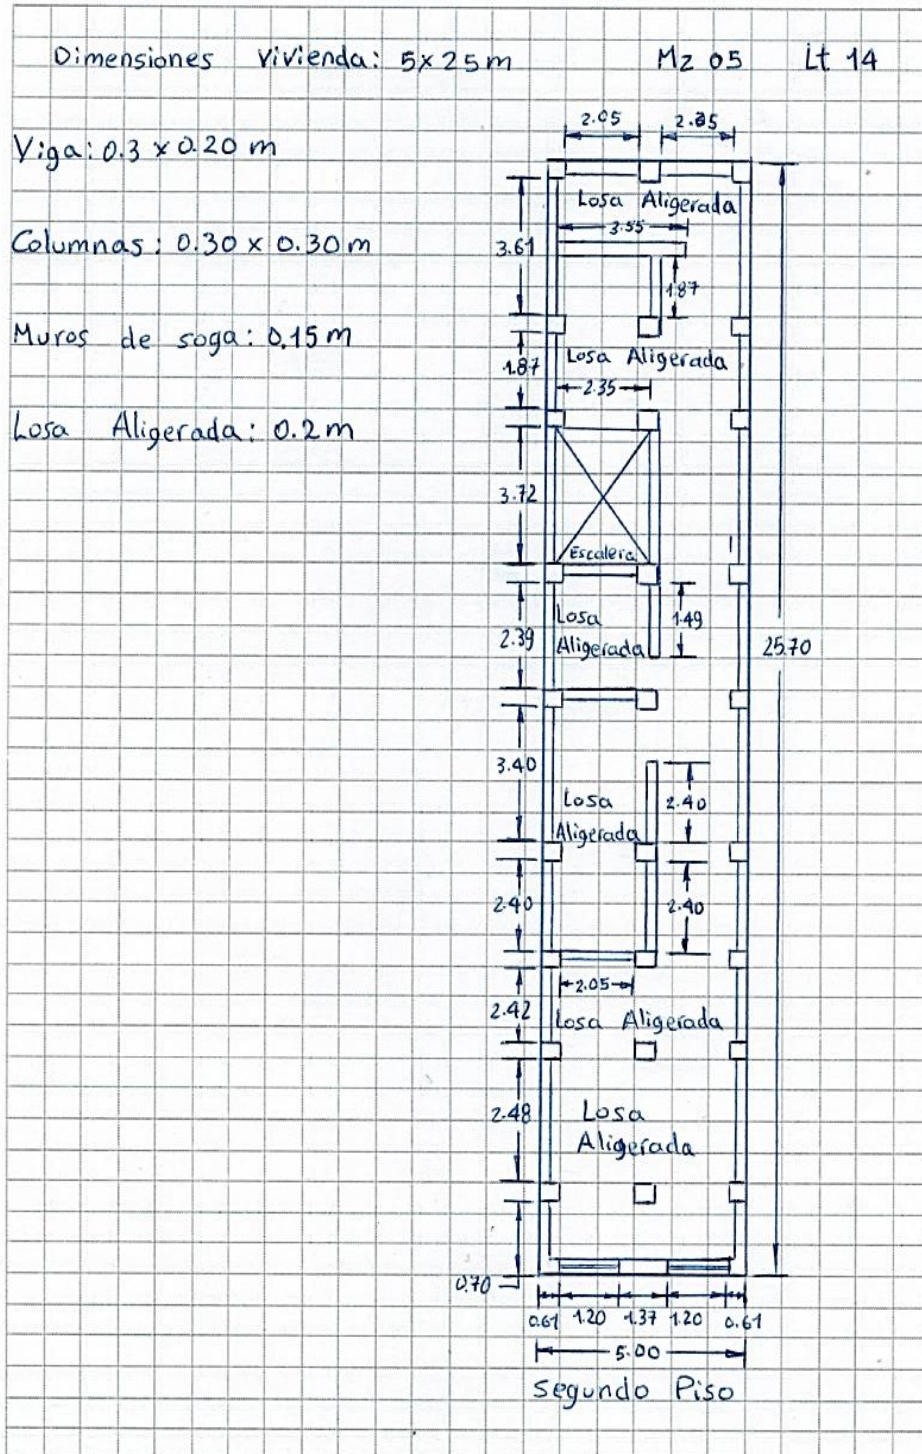 Dimensiones Vivienda: 5x25m Mz 05 Lt 14
Viga: 0.3 x 0.20 m
Columnas: 0.30 x 0.30m
Muros de soga: 0.15m
Losa Aligerada: 0.2m
2.05 2.35
Losa Aligerada
3.55
3.61
1.87
Losa Aligerada
1.87
2.35
3.72
Escalera
Losa
Aligerada
2.39
1.49
25.70
3.40
Losa
Aligerada
2.40
2.40
2.40
2.05
2.42
Losa Aligerada
2.48
Losa
Aligerada
0.70
0.61 1.20 1.37 1.20 0.61
5.00
Segundo Piso